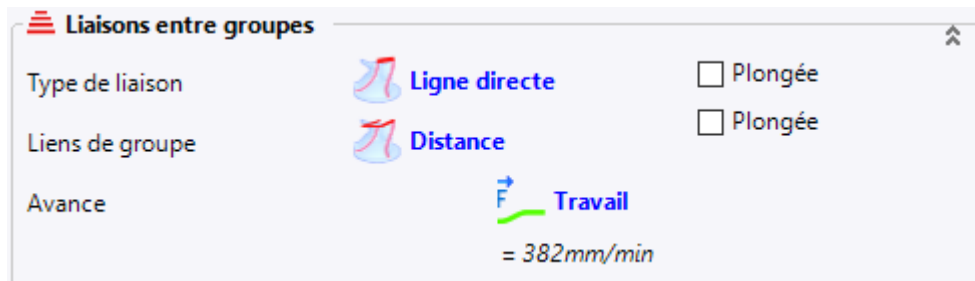 Liaisons entre groupes
Type de liaison Ligne directe Plongée
Liens de groupe Distance Plongée
Avance F Travail
= 382mm/min